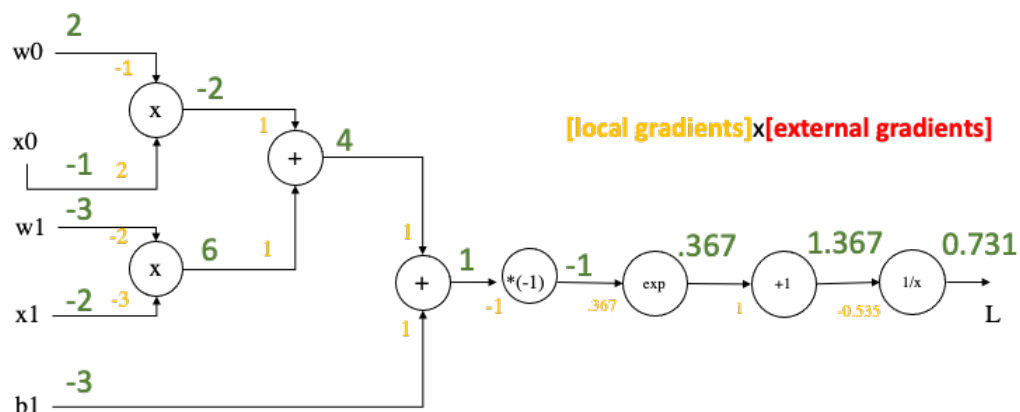 2
w0
-1
x
-2
1
x0
-1
2
+
4
[local gradients]x[external gradients]
w1
-3
-2
x
6
1
x1
-2
-3
1
+
1
1
-1
*(-1)
-1
.367
exp
.367
1
+1
1.367
-0.535
1/x
0.731
L
b1
-3